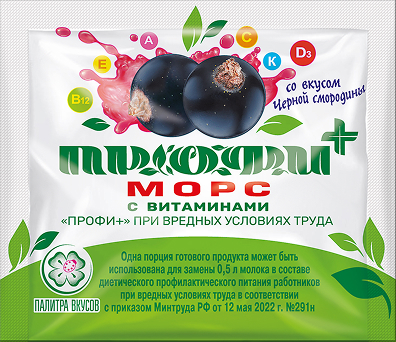 A
C
E
К
D3
B12
со вкусом
Черной смородины
ПРОФИ+
МОРС
С ВИТАМИНАМИ
«ПРОФИ+» ПРИ ВРЕДНЫХ УСЛОВИЯХ ТРУДА
Одна порция готового продукта может быть
использована для замены 0,5 л молока в составе
диетического профилактического питания работников
при вредных условиях труда в соответствии
с приказом Минтруда РФ от 12 мая 2022 г. №291н
ПАЛИТРА ВКУСОВ